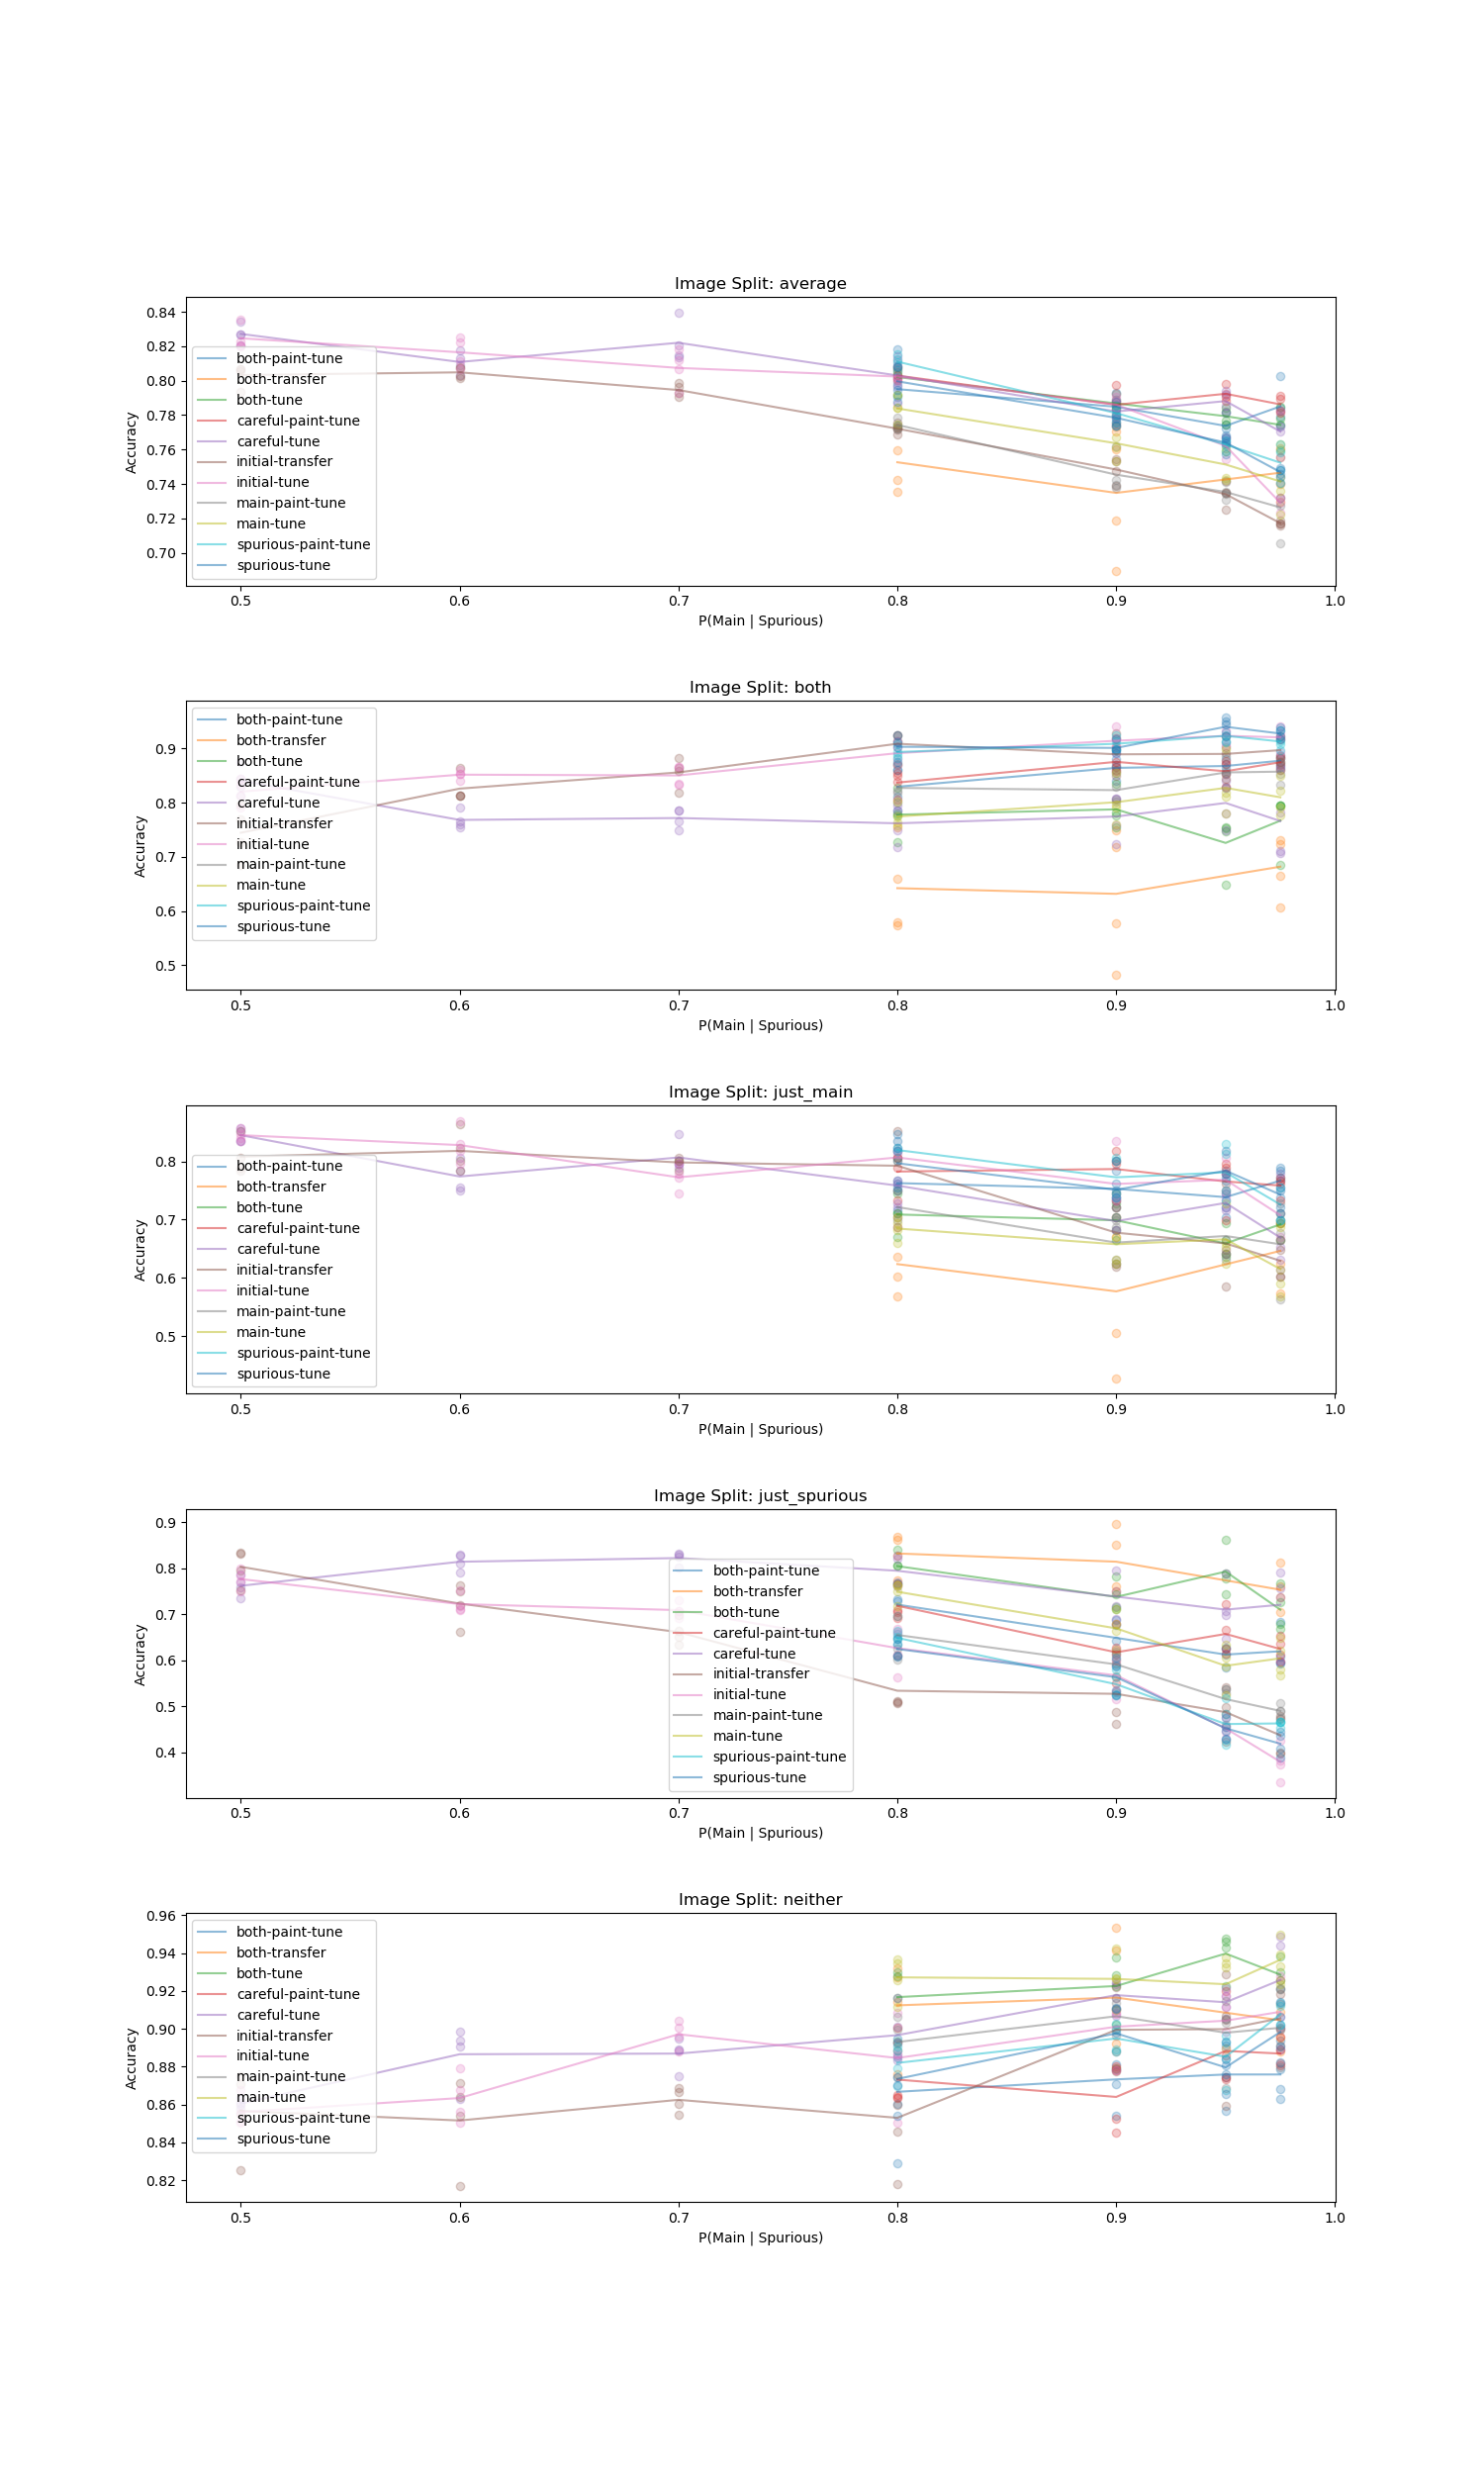 Image Split: average
Accuracy
0.84
0.82
0.80
0.78
0.76
0.74
0.72
0.70
both-paint-tune
both-transfer
both-tune
careful-paint-tune
careful-tune
initial-transfer
initial-tune
main-paint-tune
main-tune
spurious-paint-tune
spurious-tune
0.5 0.6 0.7 0.8 0.9 1.0
P(Main | Spurious)
Image Split: both
Accuracy
0.9
0.8
0.7
0.6
0.5
both-paint-tune
both-transfer
both-tune
careful-paint-tune
careful-tune
initial-transfer
initial-tune
main-paint-tune
main-tune
spurious-paint-tune
spurious-tune
0.5 0.6 0.7 0.8 0.9 1.0
P(Main | Spurious)
Image Split: just_main
Accuracy
0.8
0.7
0.6
0.5
both-paint-tune
both-transfer
both-tune
careful-paint-tune
careful-tune
initial-transfer
initial-tune
main-paint-tune
main-tune
spurious-paint-tune
spurious-tune
0.5 0.6 0.7 0.8 0.9 1.0
P(Main | Spurious)
Image Split: just_spurious
Accuracy
0.9
0.8
0.7
0.6
0.5
0.4
both-paint-tune
both-transfer
both-tune
careful-paint-tune
careful-tune
initial-transfer
initial-tune
main-paint-tune
main-tune
spurious-paint-tune
spurious-tune
0.5 0.6 0.7 0.8 0.9 1.0
P(Main | Spurious)
Image Split: neither
Accuracy
0.96
0.94
0.92
0.90
0.88
0.86
0.84
0.82
both-paint-tune
both-transfer
both-tune
careful-paint-tune
careful-tune
initial-transfer
initial-tune
main-paint-tune
main-tune
spurious-paint-tune
spurious-tune
0.5 0.6 0.7 0.8 0.9 1.0
P(Main | Spurious)